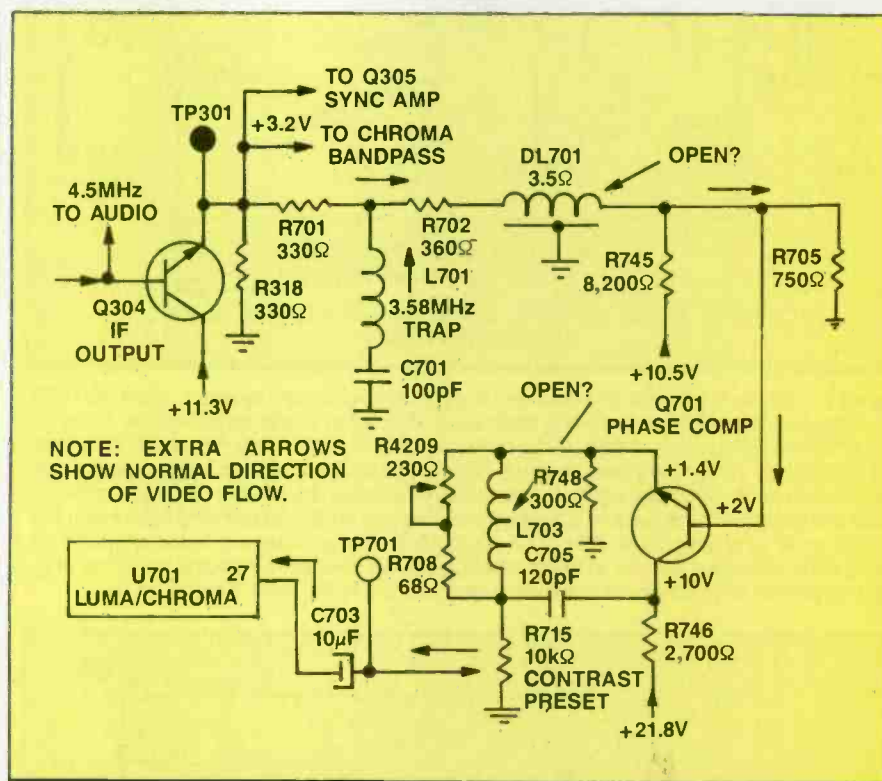 TO Q305
SYNC AMP
TP301
+3.2V
TO CHROMA
BANDPASS
DL701
3.5Ω
OPEN?
4.5MHz
TO AUDIO
R701
330Ω
R702
360Ω
R745
8,200Ω
R705
750Ω
L701
3.58MHz
TRAP
R318
330Ω
Q304
IF
OUTPUT
C701
100pF
+10.5V
+11.3V
OPEN?
Q701
PHASE COMP
NOTE: EXTRA ARROWS
SHOW NORMAL DIRECTION
OF VIDEO FLOW.
R4209
230Ω
R748
300Ω
+1.4V
+2V
L703
TP701
C705
120pF
+10V
U701
LUMA/CHROMA
27
R708
68Ω
C703
10μF
R715
10kΩ
CONTRAST
PRESET
R746
2,700Ω
+21.8V